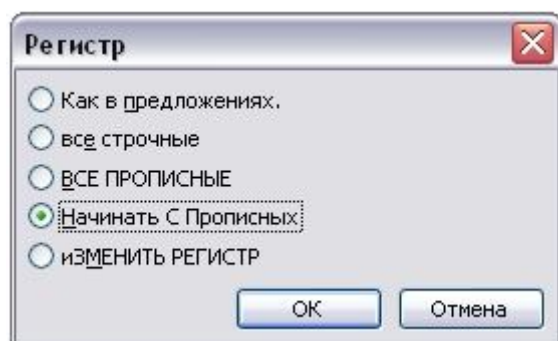 Регистр
Как в предложениях.
все строчные
ВСЕ ПРОПИСНЫЕ
Начинать С Прописных
иЗМЕНИТЬ РЕГИСТР
ОК
Отмена